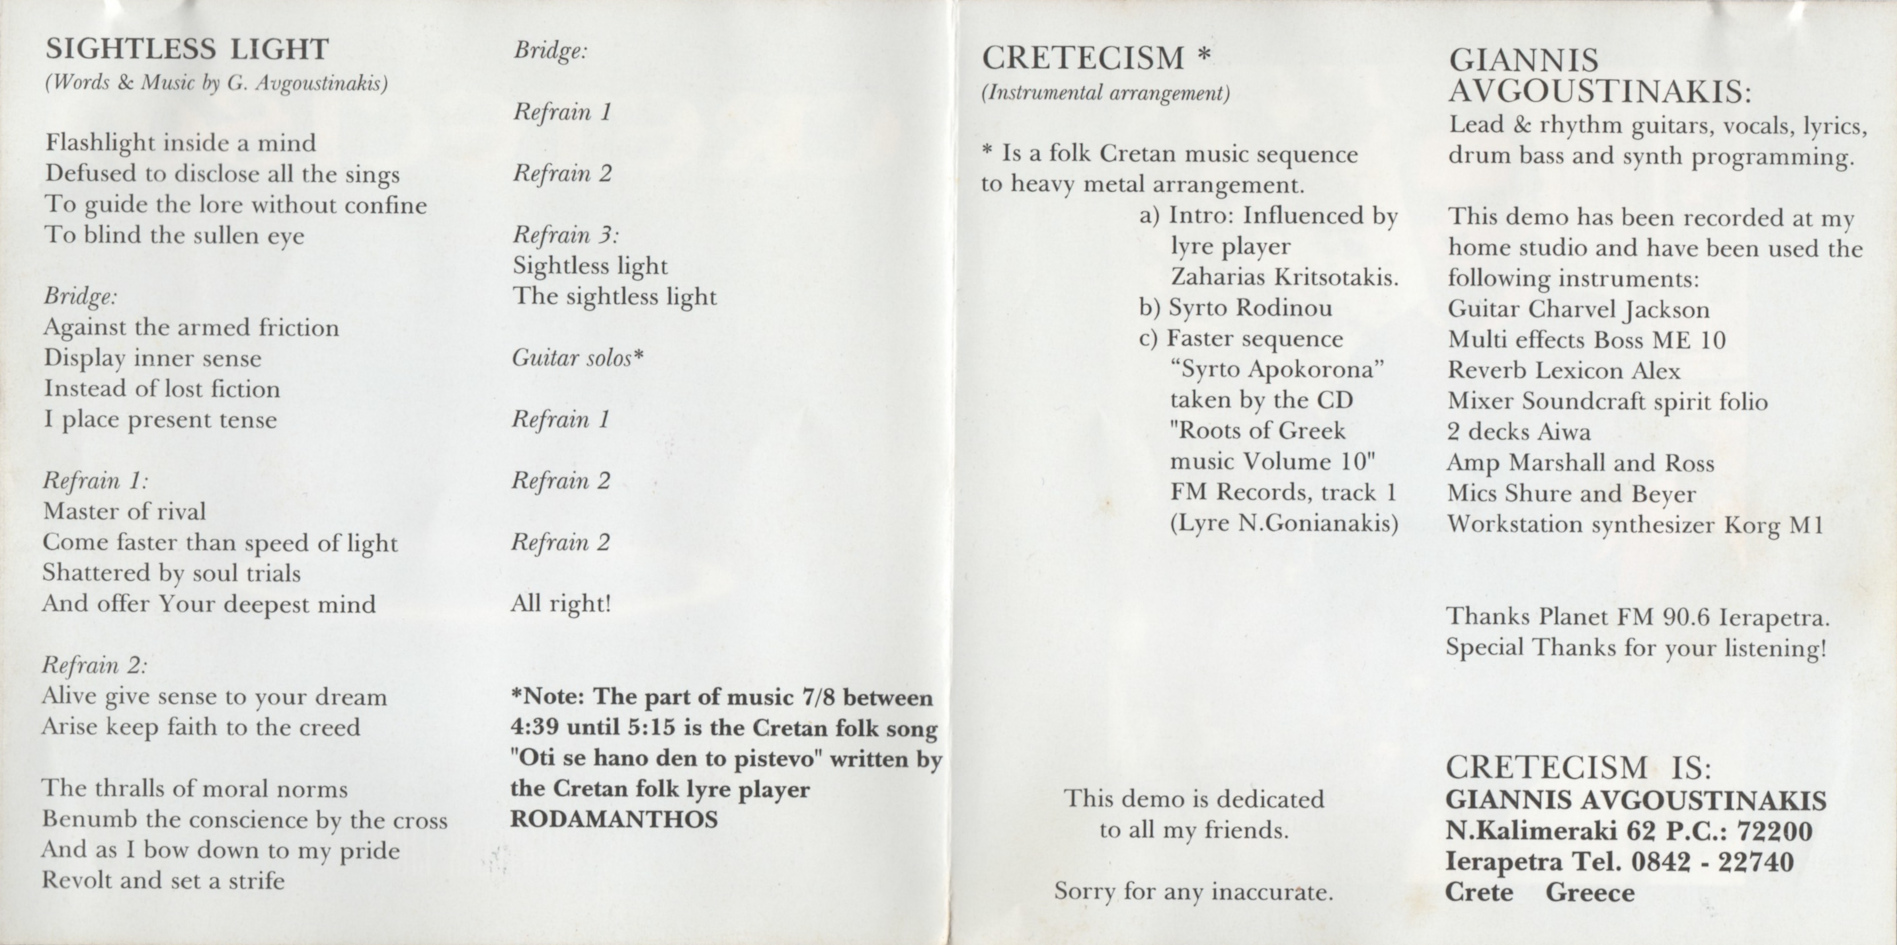 SIGHTLESS LIGHT
(Words & Music by G. Avgoustinakis)
Flashlight inside a mind
Defused to disclose all the sings
To guide the lore without confine
To blind the sullen eye
Bridge:
Against the armed friction
Display inner sense
Instead of lost fiction
I place present tense
Refrain 1:
Master of rival
Come faster than speed of light
Shattered by soul trials
And offer Your deepest mind
Refrain 2:
Alive give sense to your dream
Arise keep faith to the creed
The thralls of moral norms
Benumb the conscience by the cross
And as I bow down to my pride
Revolt and set a strife
Bridge:
Refrain 1
Refrain 2
Refrain 3:
Sightless light
The sightless light
Guitar solos*
Refrain 1
Refrain 2
Refrain 2
All right!
*Note: The part of music 7/8 between
4:39 until 5:15 is the Cretan folk song
"Oti se hano den to pistevo" written by
the Cretan folk lyre player
RODAMANTHOS
CRETECISM *
(Instrumental arrangement)
* Is a folk Cretan music sequence
to heavy metal arrangement.
a) Intro: Influenced by
lyre player
Zaharias Kritsotakis.
b) Syrto Rodinou
c) Faster sequence
“Syrto Apokorona”
taken by the CD
"Roots of Greek
music Volume 10"
FM Records, track 1
(Lyre N.Gonianakis)
This demo is dedicated
to all my friends.
Sorry for any inaccurate.
GIANNIS
AVGOUSTINAKIS:
Lead & rhythm guitars, vocals, lyrics,
drum bass and synth programming.
This demo has been recorded at my
home studio and have been used the
following instruments:
Guitar Charvel Jackson
Multi effects Boss ME 10
Reverb Lexicon Alex
Mixer Soundcraft spirit folio
2 decks Aiwa
Amp Marshall and Ross
Mics Shure and Beyer
Workstation synthesizer Korg M1
Thanks Planet FM 90.6 Ierapetra.
Special Thanks for your listening!
CRETECISM IS:
GIANNIS AVGOUSTINAKIS
N.Kalimeraki 62 P.C.: 72200
Ierapetra Tel. 0842 - 22740
Crete Greece